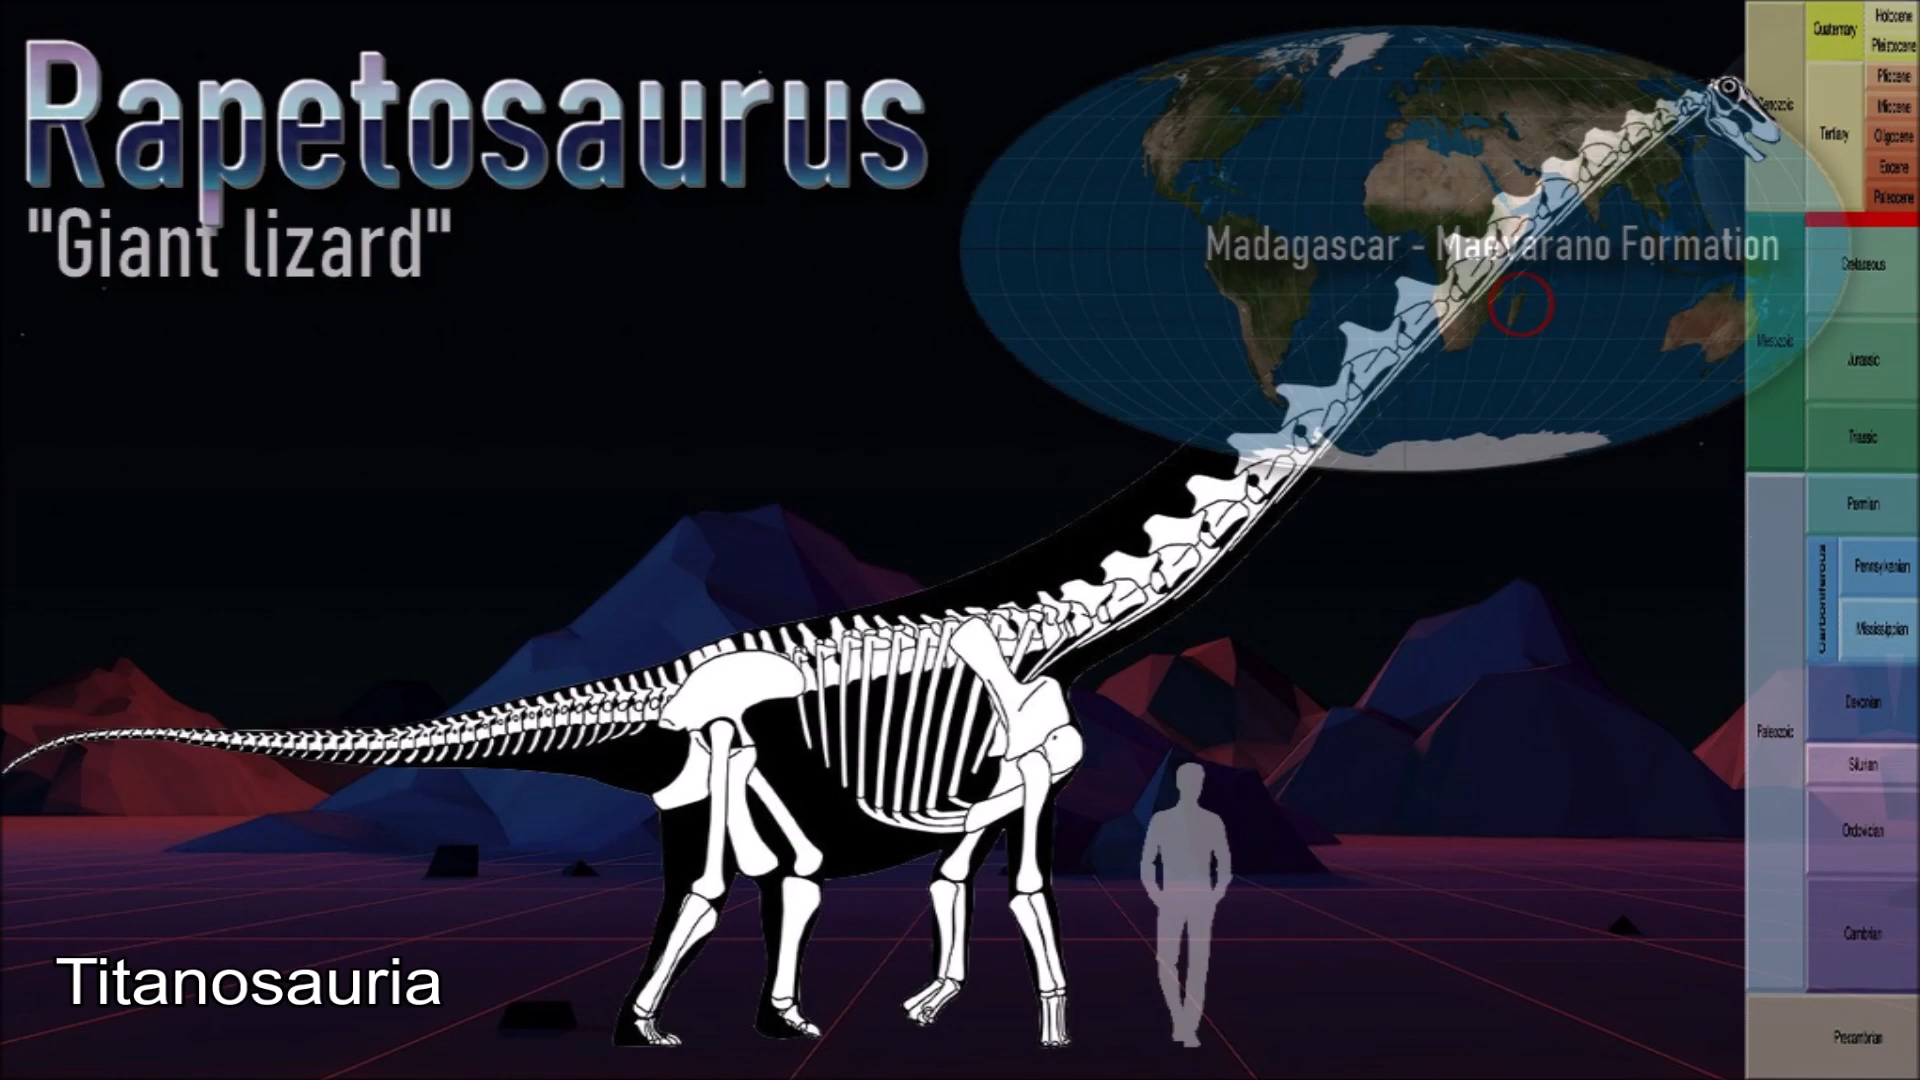 Rapetosaurus
"Giant lizard"
Madagascar - Maevarano Formation
Titanosauria
Quaternary
Holocene
Pleistocene
Cenozoic
Tertiary
Pliocene
Miocene
Oligocene
Eocene
Paleocene
Mesozoic
Cretaceous
Jurassic
Triassic
Paleozoic
Permian
Carboniferous
Pennsylvanian
Mississippian
Devonian
Silurian
Ordovician
Cambrian
Precambrian